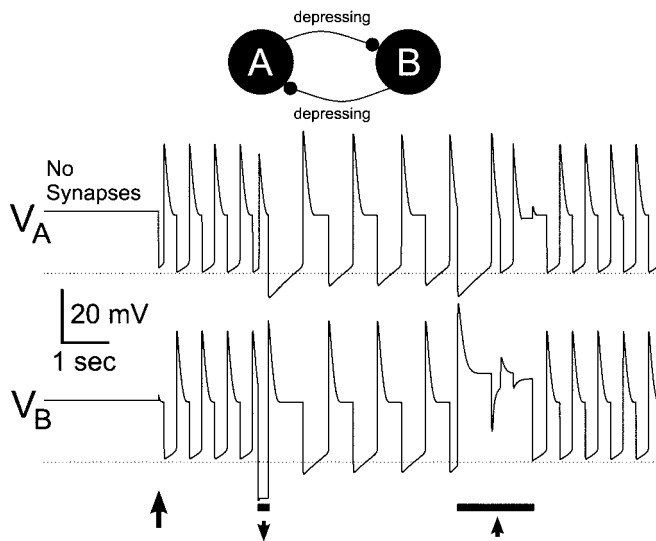 depressing
A B
depressing
No
Synapses
VA
20 mV
1 sec
VB